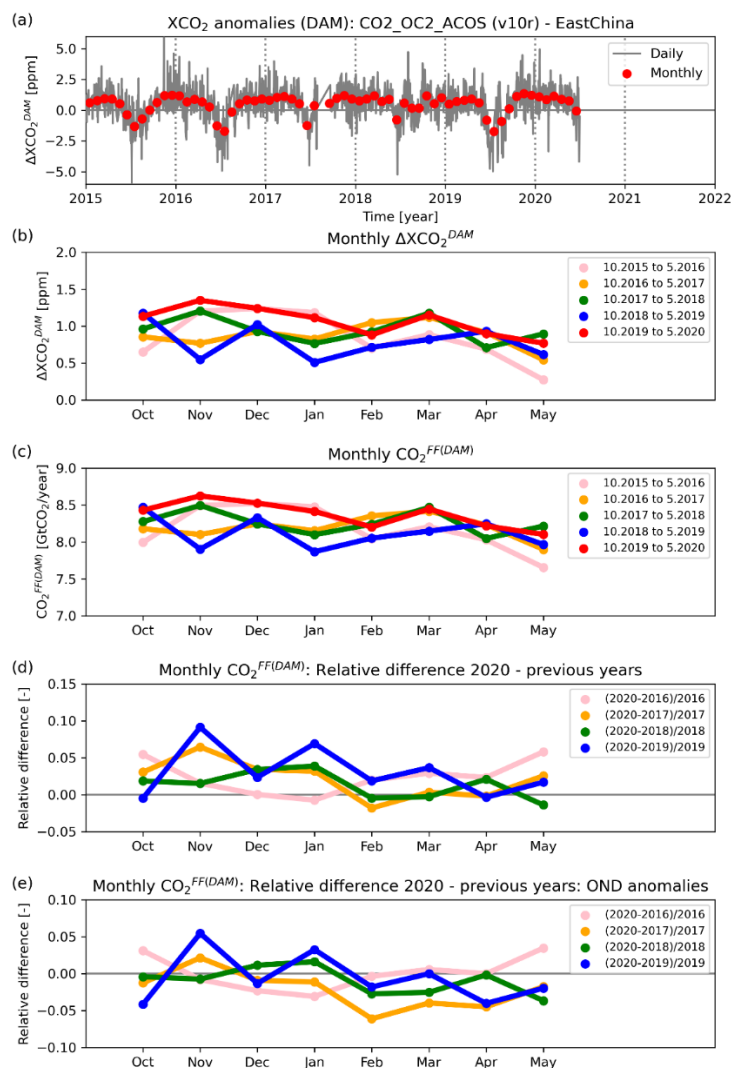 (a)
XCO₂ anomalies (DAM): CO2_OC2_ACOS (v10r) - EastChina
ΔXCO₂ᴰᴬᴹ [ppm]
5.0
2.5
0.0
−2.5
−5.0
Daily
Monthly
2015 2016 2017 2018 2019 2020 2021 2022
Time [year]
(b)
Monthly ΔXCO₂ᴰᴬᴹ
ΔXCO₂ᴰᴬᴹ [ppm]
2.0
1.5
1.0
0.5
0.0
10.2015 to 5.2016
10.2016 to 5.2017
10.2017 to 5.2018
10.2018 to 5.2019
10.2019 to 5.2020
Oct Nov Dec Jan Feb Mar Apr May
(c)
Monthly CO₂^FF(DAM)
CO₂^FF(DAM) [GtCO₂/year]
9.0
8.5
8.0
7.5
7.0
10.2015 to 5.2016
10.2016 to 5.2017
10.2017 to 5.2018
10.2018 to 5.2019
10.2019 to 5.2020
Oct Nov Dec Jan Feb Mar Apr May
(d)
Monthly CO₂^FF(DAM): Relative difference 2020 - previous years
Relative difference [-]
0.15
0.10
0.05
0.00
−0.05
(2020-2016)/2016
(2020-2017)/2017
(2020-2018)/2018
(2020-2019)/2019
Oct Nov Dec Jan Feb Mar Apr May
(e)
Monthly CO₂^FF(DAM): Relative difference 2020 - previous years: OND anomalies
Relative difference [-]
0.10
0.05
0.00
−0.05
−0.10
(2020-2016)/2016
(2020-2017)/2017
(2020-2018)/2018
(2020-2019)/2019
Oct Nov Dec Jan Feb Mar Apr May